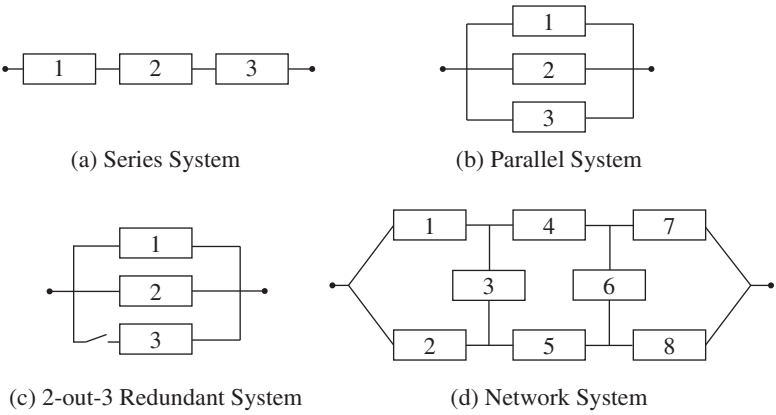 1
1 2 3
2
3
(a) Series System
(b) Parallel System
1
1 4 7
2
3 6
3
2 5 8
(c) 2-out-3 Redundant System
(d) Network System